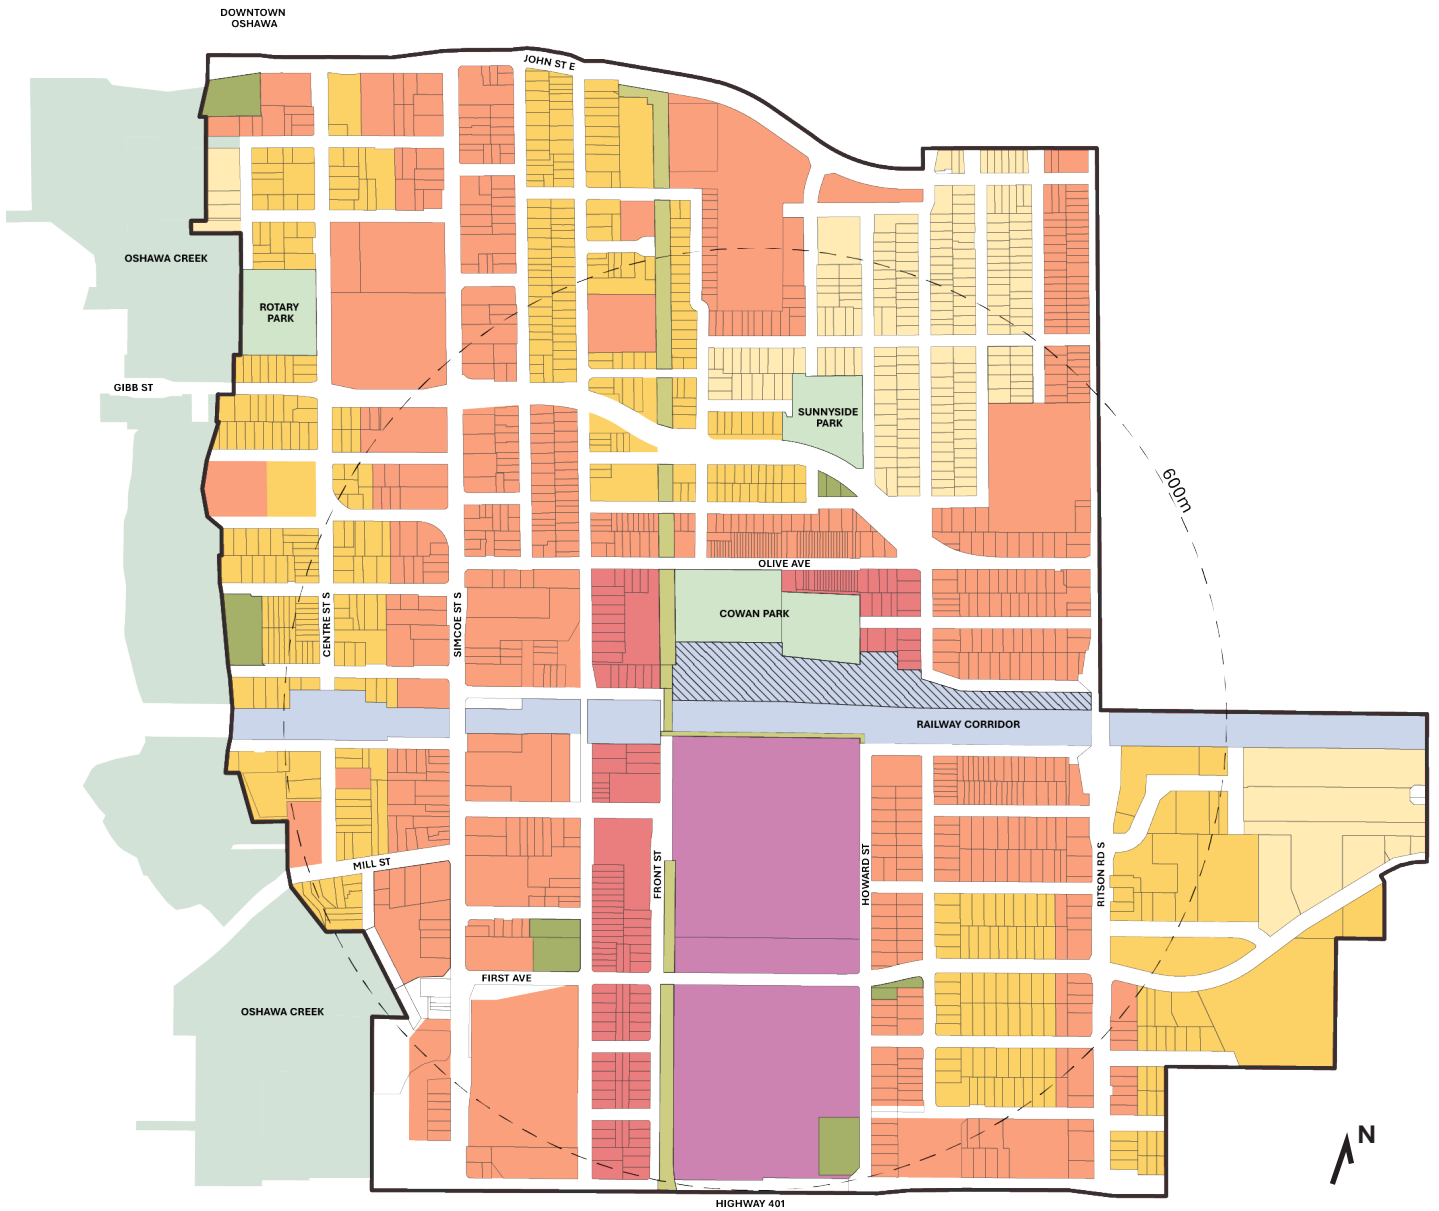 DOWNTOWN
OSHAWA
JOHN ST E
OSHAWA CREEK
ROTARY
PARK
GIBB ST
SUNNYSIDE
PARK
600m
OLIVE AVE
CENTRE ST S
SIMCOE ST S
COWAN PARK
RAILWAY CORRIDOR
MILL ST
FRONT ST
HOWARD ST
RITSON RD S
FIRST AVE
OSHAWA CREEK
N
HIGHWAY 401